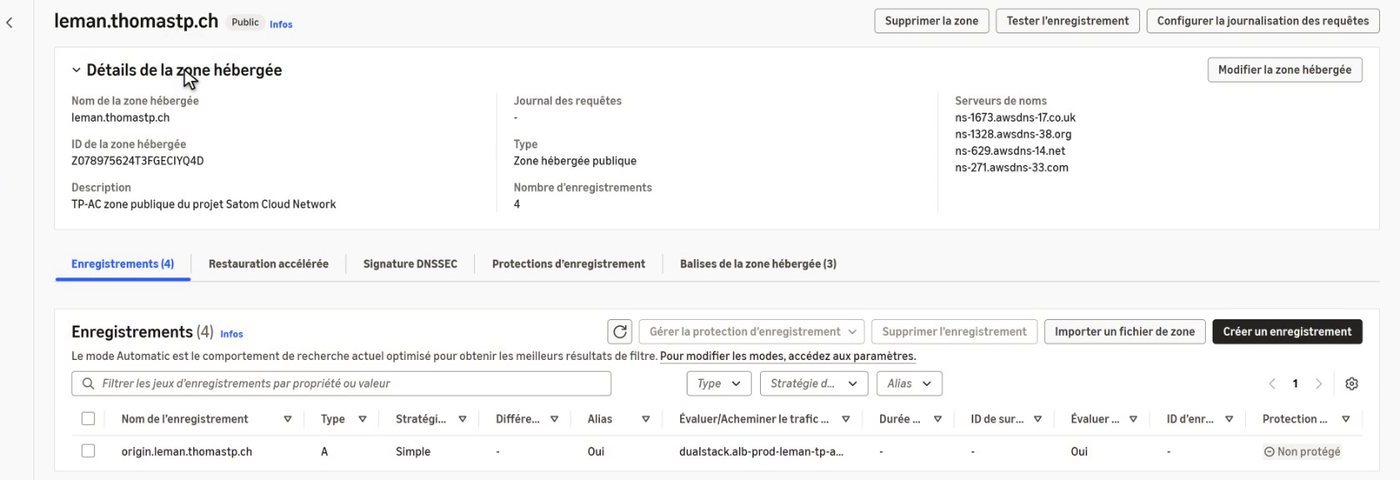 leman.thomastp.ch Public Infos Supprimer la zone Tester l'enregistrement Configurer la journalisation des requêtes
Détails de la zone hébergée Modifier la zone hébergée
Nom de la zone hébergée
leman.thomastp.ch
ID de la zone hébergée
Z078975624T3FGECIYQ4D
Description
TP-AC zone publique du projet Satom Cloud Network
Journal des requêtes
-
Type
Zone hébergée publique
Nombre d'enregistrements
4
Serveurs de noms
ns-1673.awsdns-17.co.uk
ns-1328.awsdns-38.org
ns-629.awsdns-14.net
ns-271.awsdns-33.com
Enregistrements (4) Restauration accélérée Signature DNSSEC Protections d'enregistrement Balises de la zone hébergée (3)
Enregistrements (4) Infos Gérer la protection d'enregistrement Supprimer l'enregistrement Importer un fichier de zone Créer un enregistrement
Le mode Automatic est le comportement de recherche actuel optimisé pour obtenir les meilleurs résultats de filtre. Pour modifier les modes, accédez aux paramètres.
Filtrer les jeux d'enregistrements par propriété ou valeur Type Stratégie d... Alias 1
Nom de l'enregistrement Type Stratégi... Différe... Alias Évaluer/Acheminer le trafic ... Durée ... ID de sur... Évaluer ... ID d'enr... Protection ...
origin.leman.thomastp.ch A Simple - Oui dualstack.alb-prod-leman-tp-a... - - Oui - Non protégé